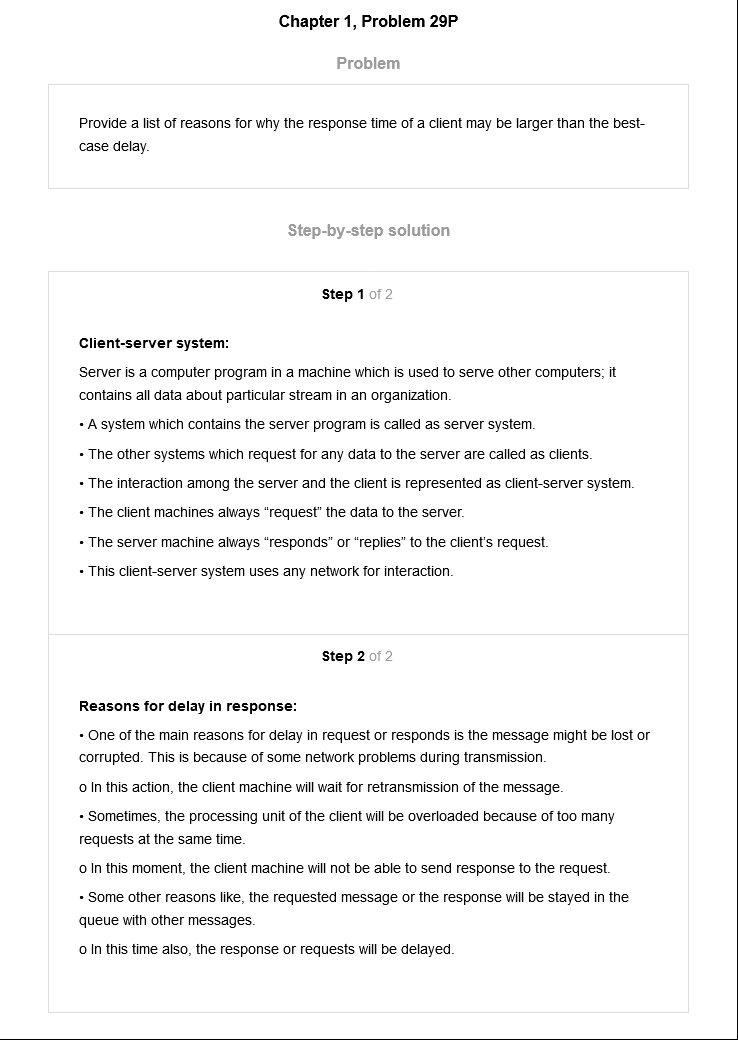 Chapter 1, Problem 29P
Problem
Provide a list of reasons for why the response time of a client may be larger than the best-
case delay.
Step-by-step solution
Step 1 of 2
Client-server system:
Server is a computer program in a machine which is used to serve other computers; it
contains all data about particular stream in an organization.
• A system which contains the server program is called as server system.
• The other systems which request for any data to the server are called as clients.
• The interaction among the server and the client is represented as client-server system.
• The client machines always “request” the data to the server.
• The server machine always “responds” or “replies” to the client’s request.
• This client-server system uses any network for interaction.
Step 2 of 2
Reasons for delay in response:
• One of the main reasons for delay in request or responds is the message might be lost or
corrupted. This is because of some network problems during transmission.
o In this action, the client machine will wait for retransmission of the message.
• Sometimes, the processing unit of the client will be overloaded because of too many
requests at the same time.
o In this moment, the client machine will not be able to send response to the request.
• Some other reasons like, the requested message or the response will be stayed in the
queue with other messages.
o In this time also, the response or requests will be delayed.